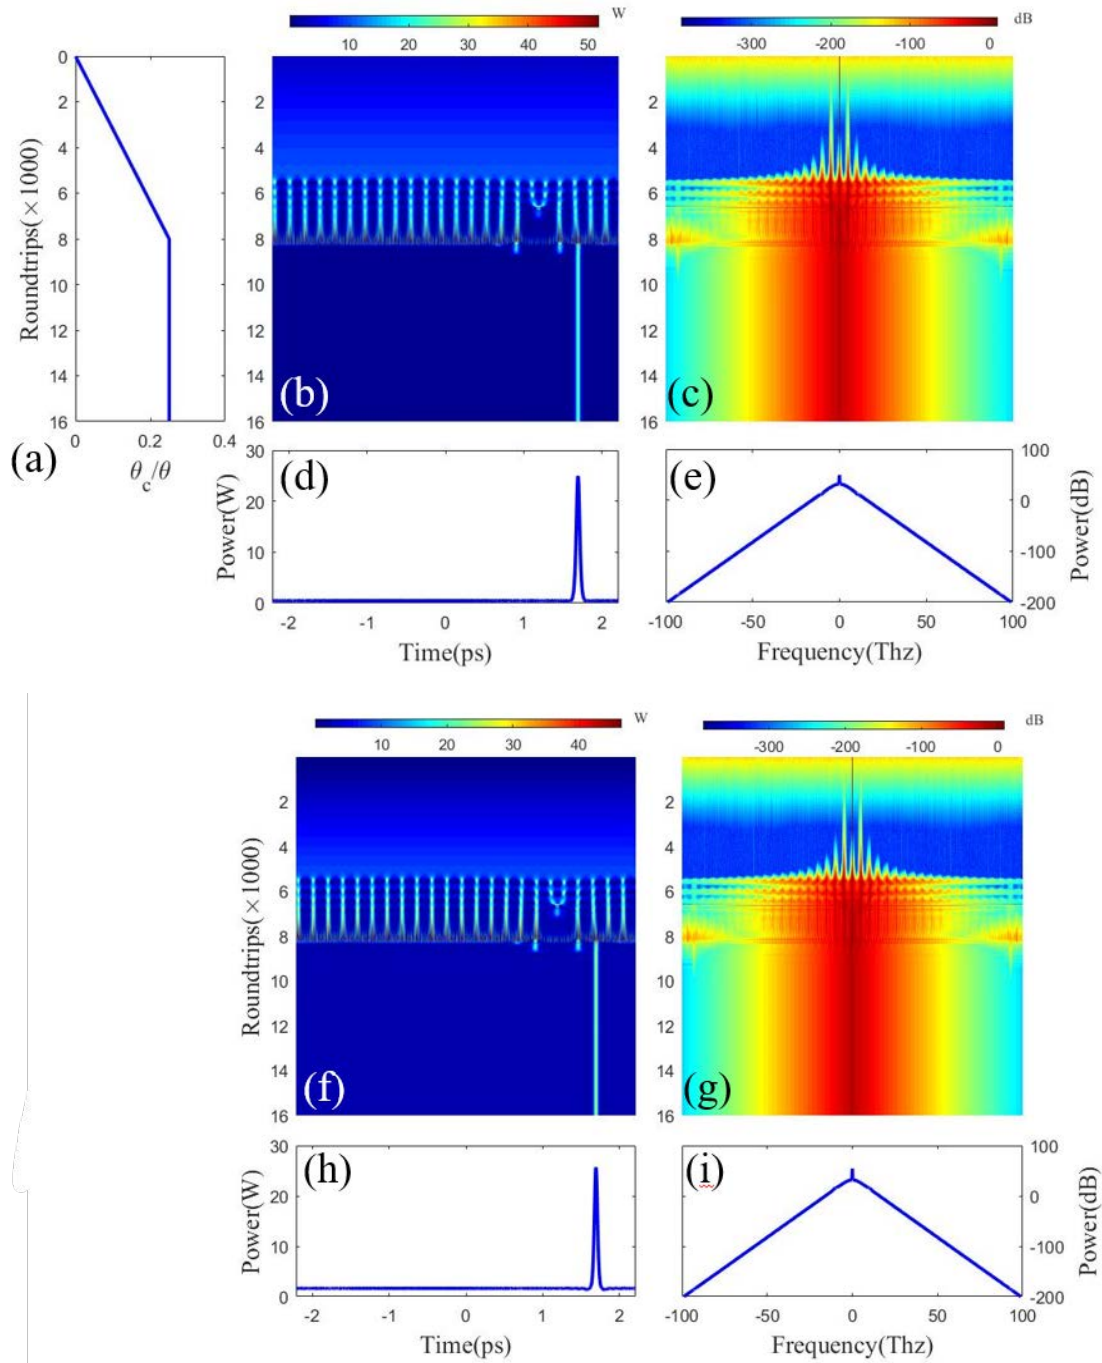 W
10 20 30 40 50
dB
-300 -200 -100 0
0
2
4
6
8
10
12
14
16
Roundtrips(×1000)
0 0.2 0.4
θc/θ
(a)
2
4
6
8
10
12
14
16
(b)
2
4
6
8
10
12
14
16
(c)
30
20
10
0
Power(W)
(d)
-2 -1 0 1 2
Time(ps)
(e)
100
0
-100
-200
Power(dB)
-100 -50 0 50 100
Frequency(Thz)
W
10 20 30 40
dB
-300 -200 -100 0
2
4
6
8
10
12
14
16
Roundtrips(×1000)
(f)
2
4
6
8
10
12
14
16
(g)
30
20
10
0
Power(W)
(h)
-2 -1 0 1 2
Time(ps)
(i)
100
0
-100
-200
Power(dB)
-100 -50 0 50 100
Frequency(Thz)